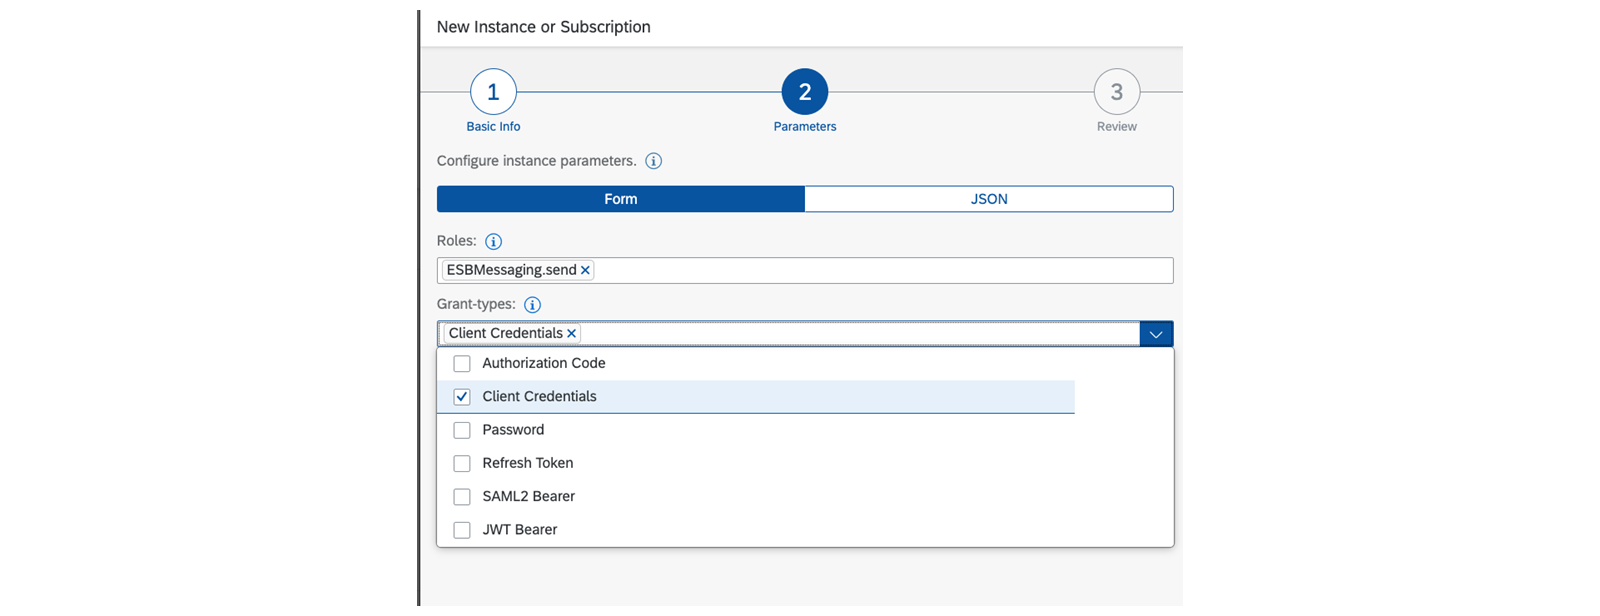 New Instance or Subscription
1
2
3
Basic Info
Parameters
Review
Configure instance parameters.
Form
JSON
Roles:
ESBMessaging.send
Grant-types:
Client Credentials
Authorization Code
Client Credentials
Password
Refresh Token
SAML2 Bearer
JWT Bearer